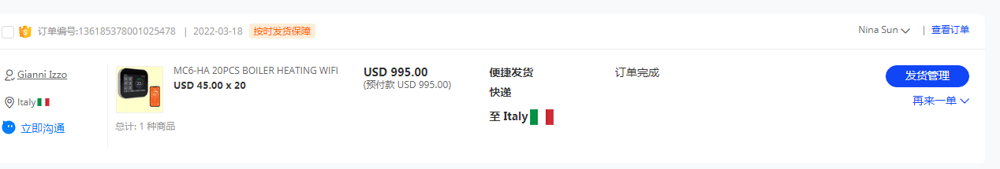 订单编号:136185378001025478 | 2022-03-18 按时发货保障 Nina Sun | 查看订单
Gianni Izzo MC6-HA 20PCS BOILER HEATING WIFI USD 995.00 便捷发货 订单完成 发货管理
USD 45.00 x 20 (预付款 USD 995.00)
快递
Italy 再来一单
至 Italy
总计: 1 种商品
立即沟通